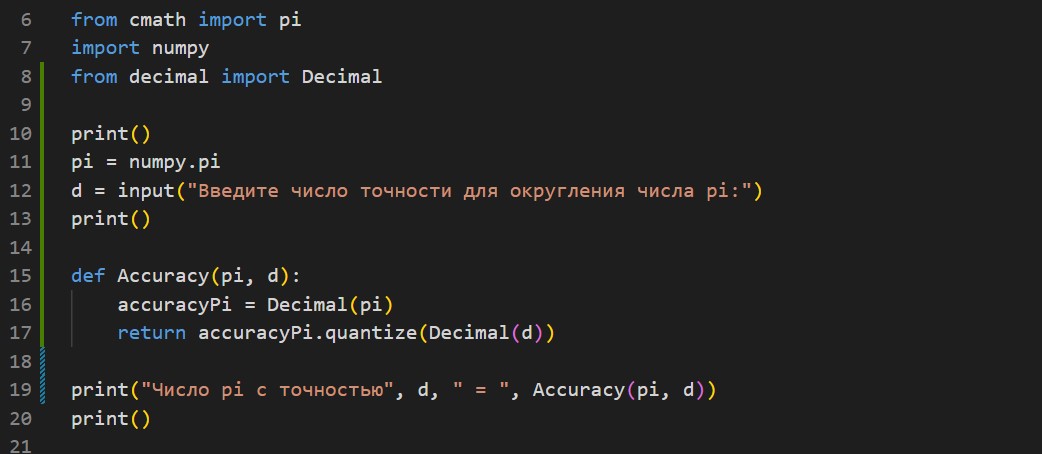 6 from cmath import pi
7 import numpy
8 from decimal import Decimal
9
10 print()
11 pi = numpy.pi
12 d = input("Введите число точности для округления числа pi:")
13 print()
14
15 def Accuracy(pi, d):
16     accuracyPi = Decimal(pi)
17     return accuracyPi.quantize(Decimal(d))
18
19 print("Число pi с точностью", d, " = ", Accuracy(pi, d))
20 print()
21